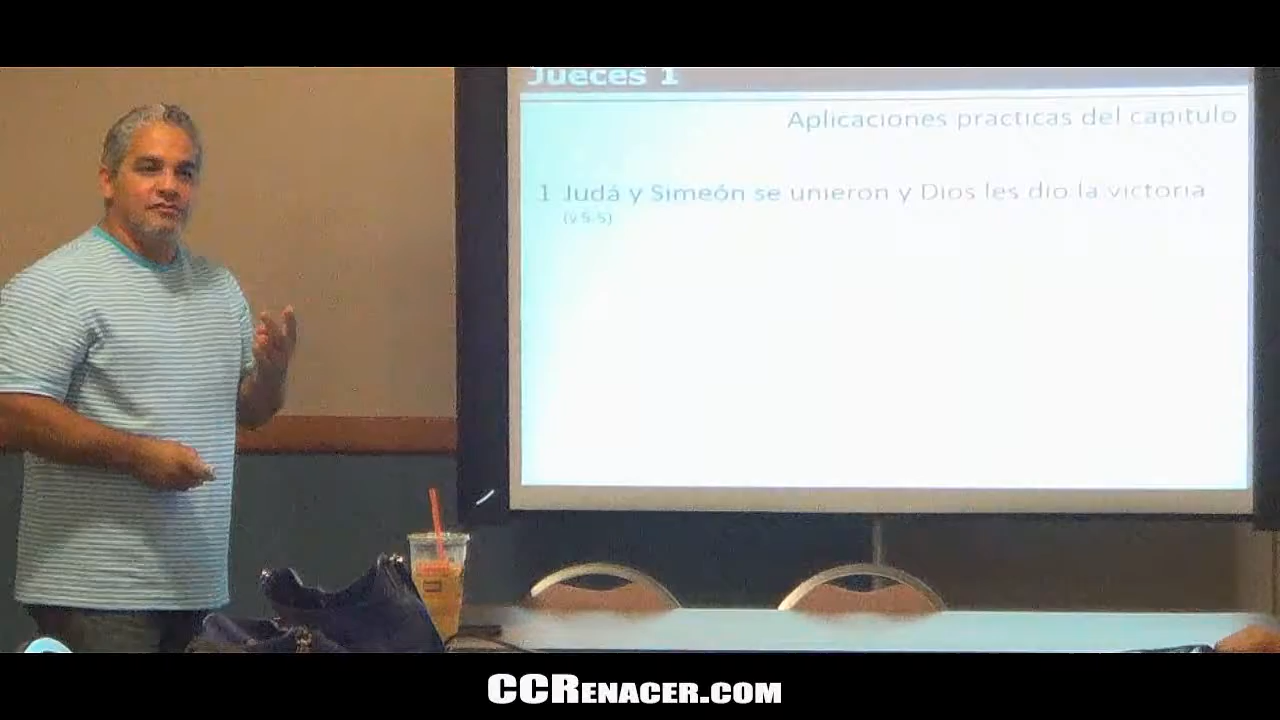 Jueces 1
Aplicaciones practicas del capitulo
1 Judá y Simeón se unieron y Dios les dio la victoria
CCRENACER.COM